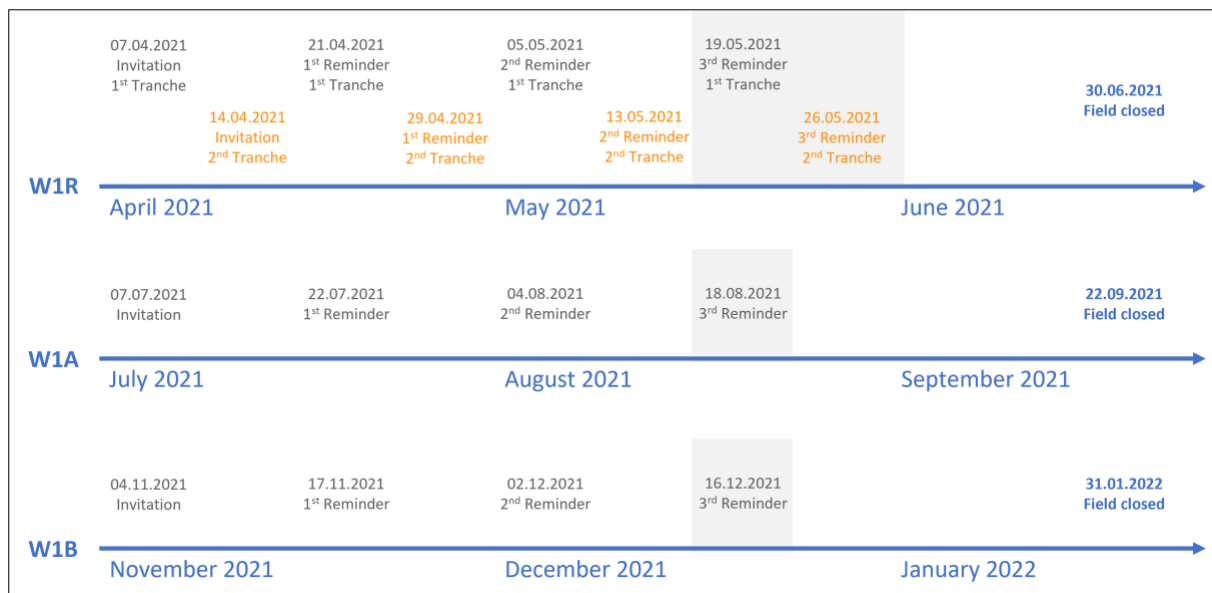 07.04.2021
Invitation
1st Tranche
21.04.2021
1st Reminder
1st Tranche
05.05.2021
2nd Reminder
1st Tranche
19.05.2021
3rd Reminder
1st Tranche
30.06.2021
Field closed
14.04.2021
Invitation
2nd Tranche
29.04.2021
1st Reminder
2nd Tranche
13.05.2021
2nd Reminder
2nd Tranche
26.05.2021
3rd Reminder
2nd Tranche
W1R
April 2021
May 2021
June 2021
07.07.2021
Invitation
22.07.2021
1st Reminder
04.08.2021
2nd Reminder
18.08.2021
3rd Reminder
22.09.2021
Field closed
W1A
July 2021
August 2021
September 2021
04.11.2021
Invitation
17.11.2021
1st Reminder
02.12.2021
2nd Reminder
16.12.2021
3rd Reminder
31.01.2022
Field closed
W1B
November 2021
December 2021
January 2022